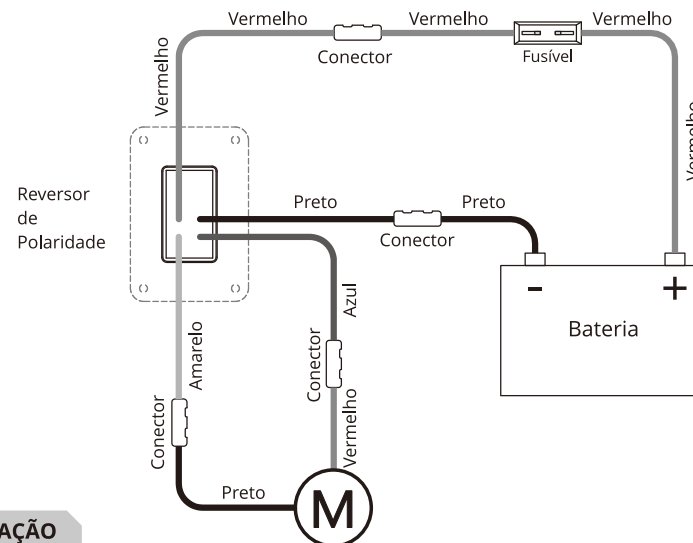 Vermelho
Vermelho
Vermelho
Conector
Fusível
Vermelho
Vermelho
Reversor
de
Polaridade
Preto
Preto
Conector
- +
Bateria
Azul
Amarelo
Conector
Conector
Vermelho
Preto
M
AÇÃO